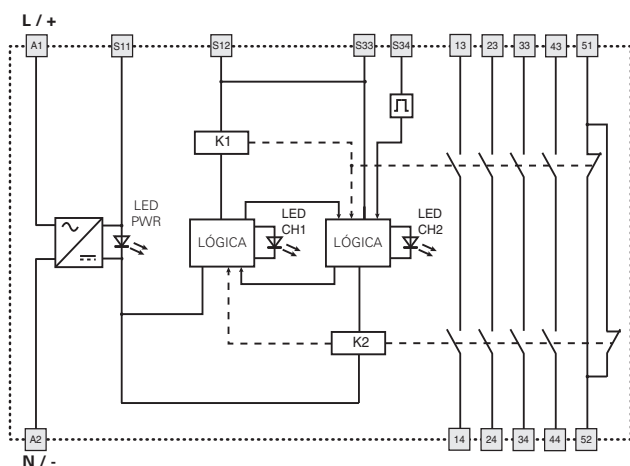 L / +
A1 S11 S12 S33 S34 13 23 33 43 51
K1
LED
PWR
LÓGICA
LED
CH1
LÓGICA
LED
CH2
K2
A2 14 24 34 44 52
N / -